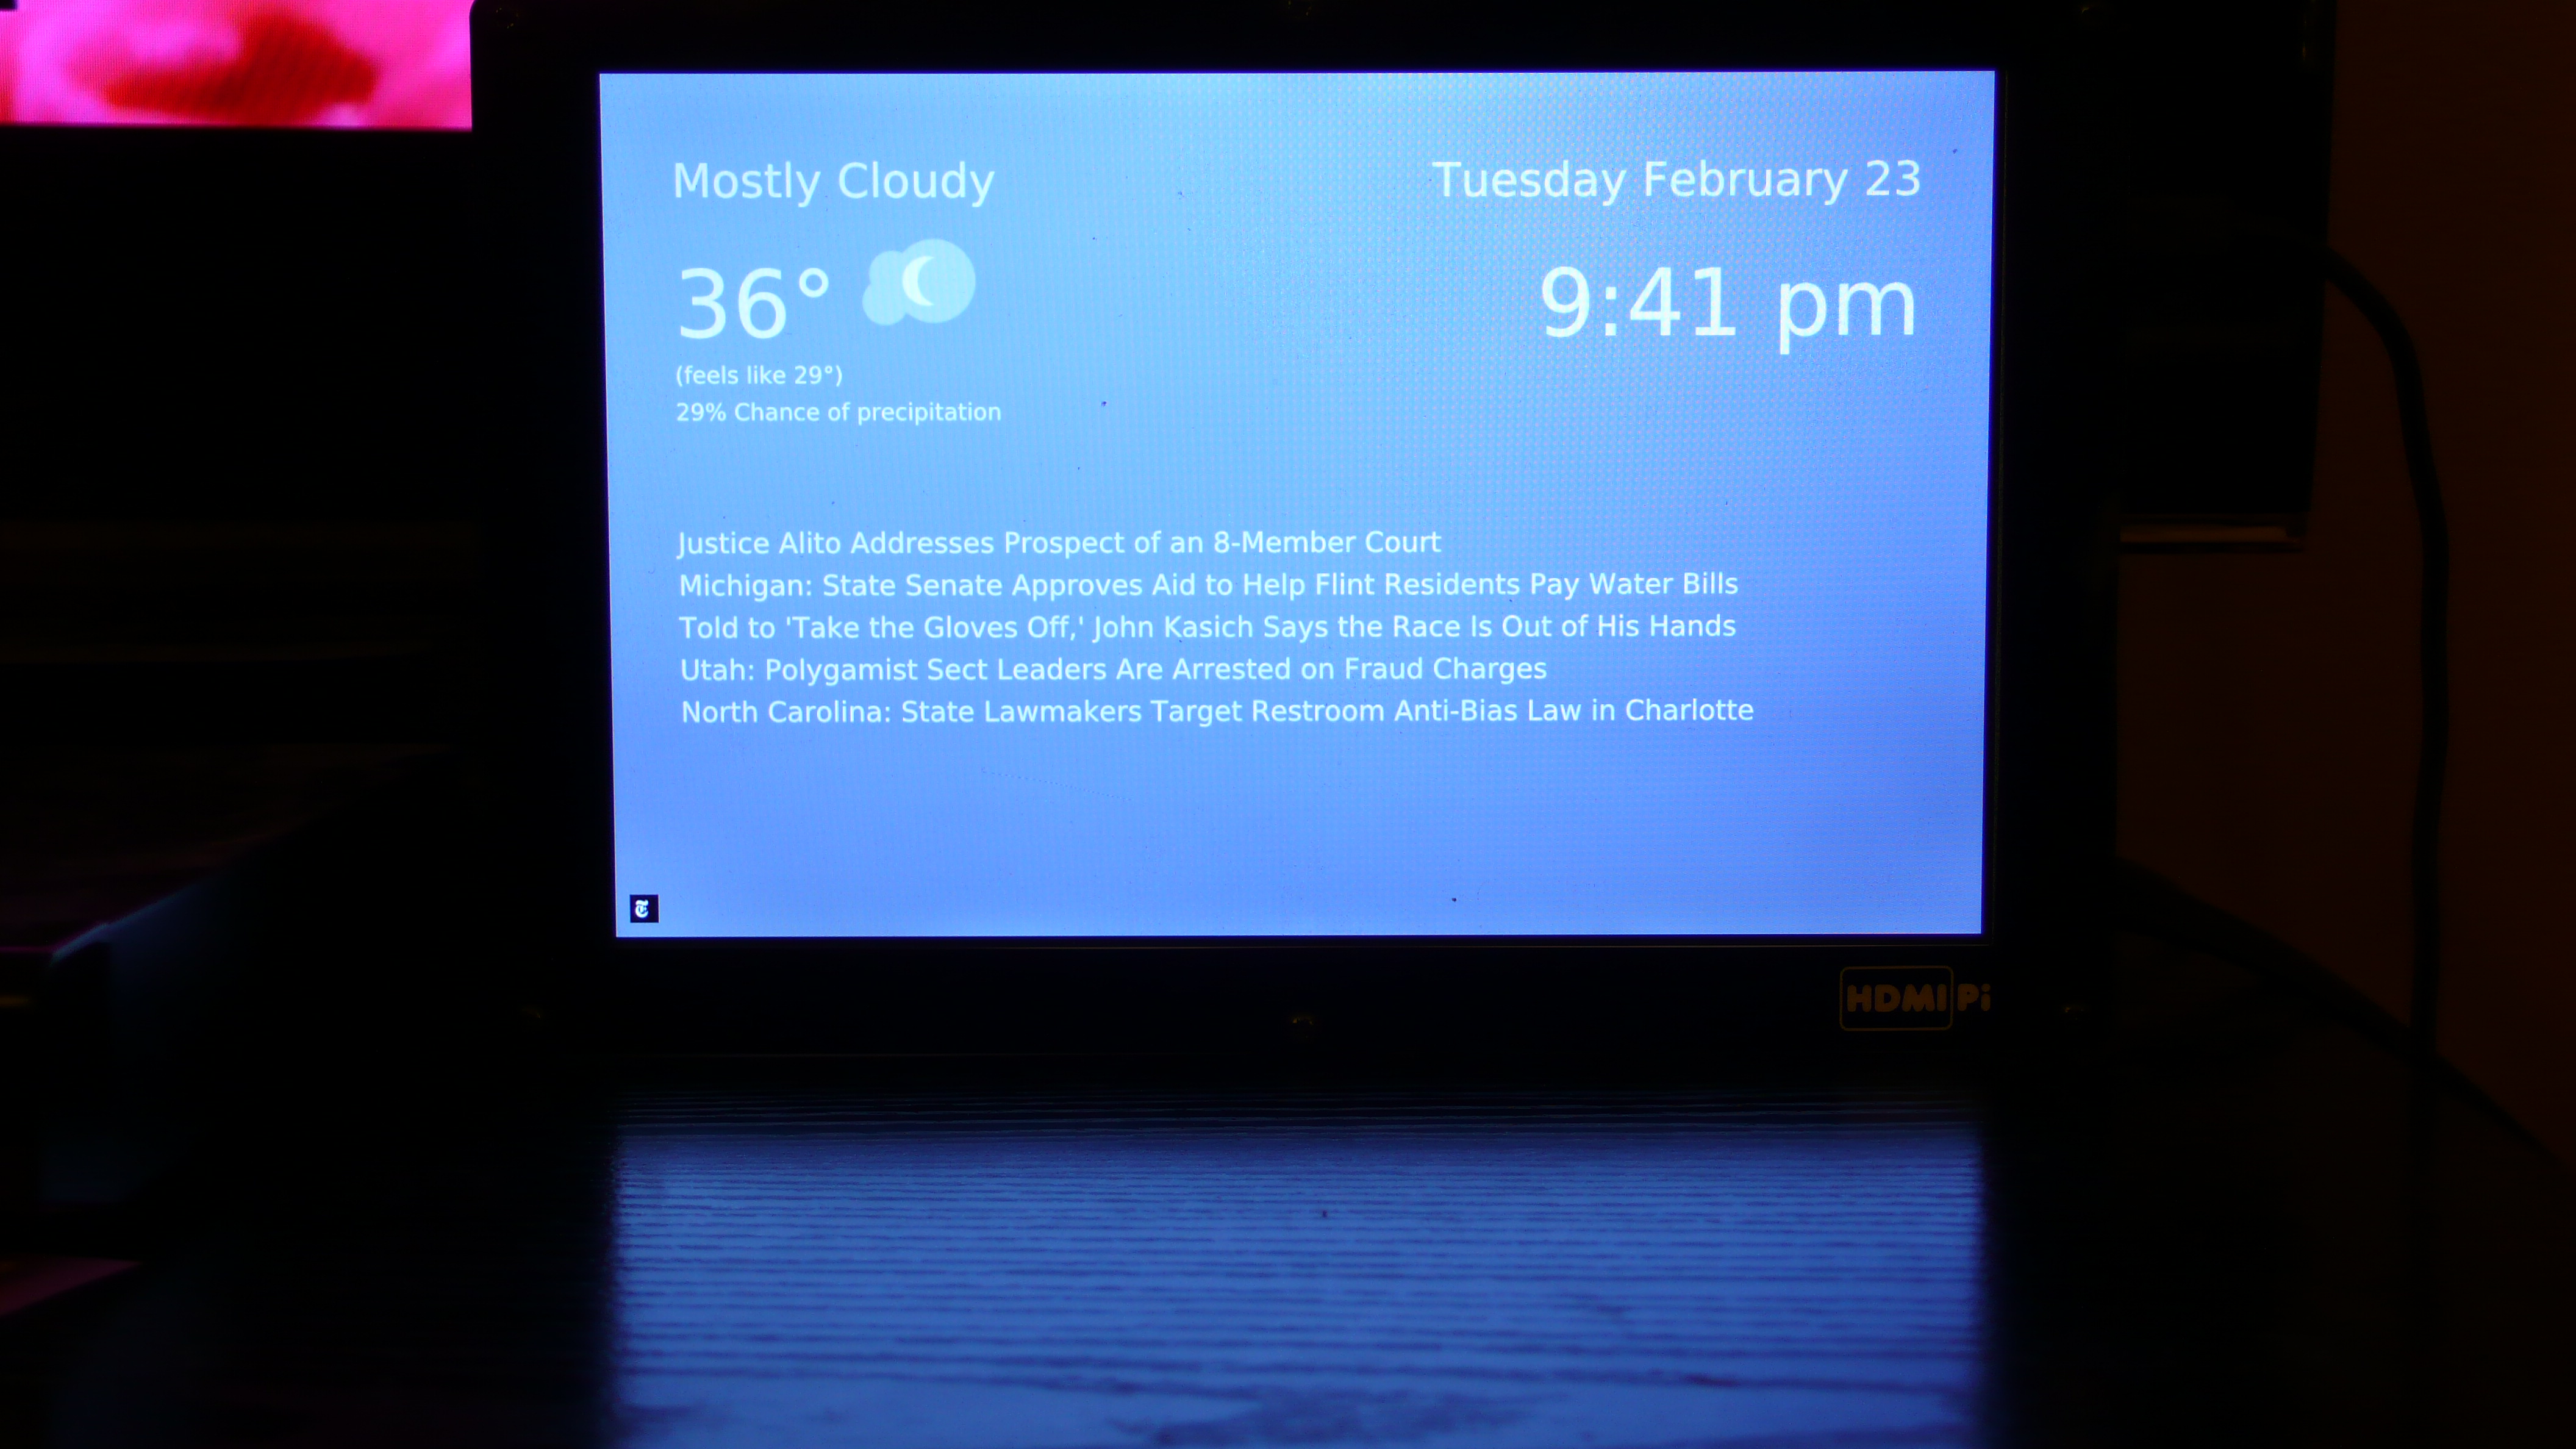 Mostly Cloudy
Tuesday February 23
36°
9:41 pm
(feels like 29°)
29% Chance of precipitation
Justice Alito Addresses Prospect of an 8-Member Court
Michigan: State Senate Approves Aid to Help Flint Residents Pay Water Bills
Told to 'Take the Gloves Off,' John Kasich Says the Race Is Out of His Hands
Utah: Polygamist Sect Leaders Are Arrested on Fraud Charges
North Carolina: State Lawmakers Target Restroom Anti-Bias Law in Charlotte
T
HDMIPi